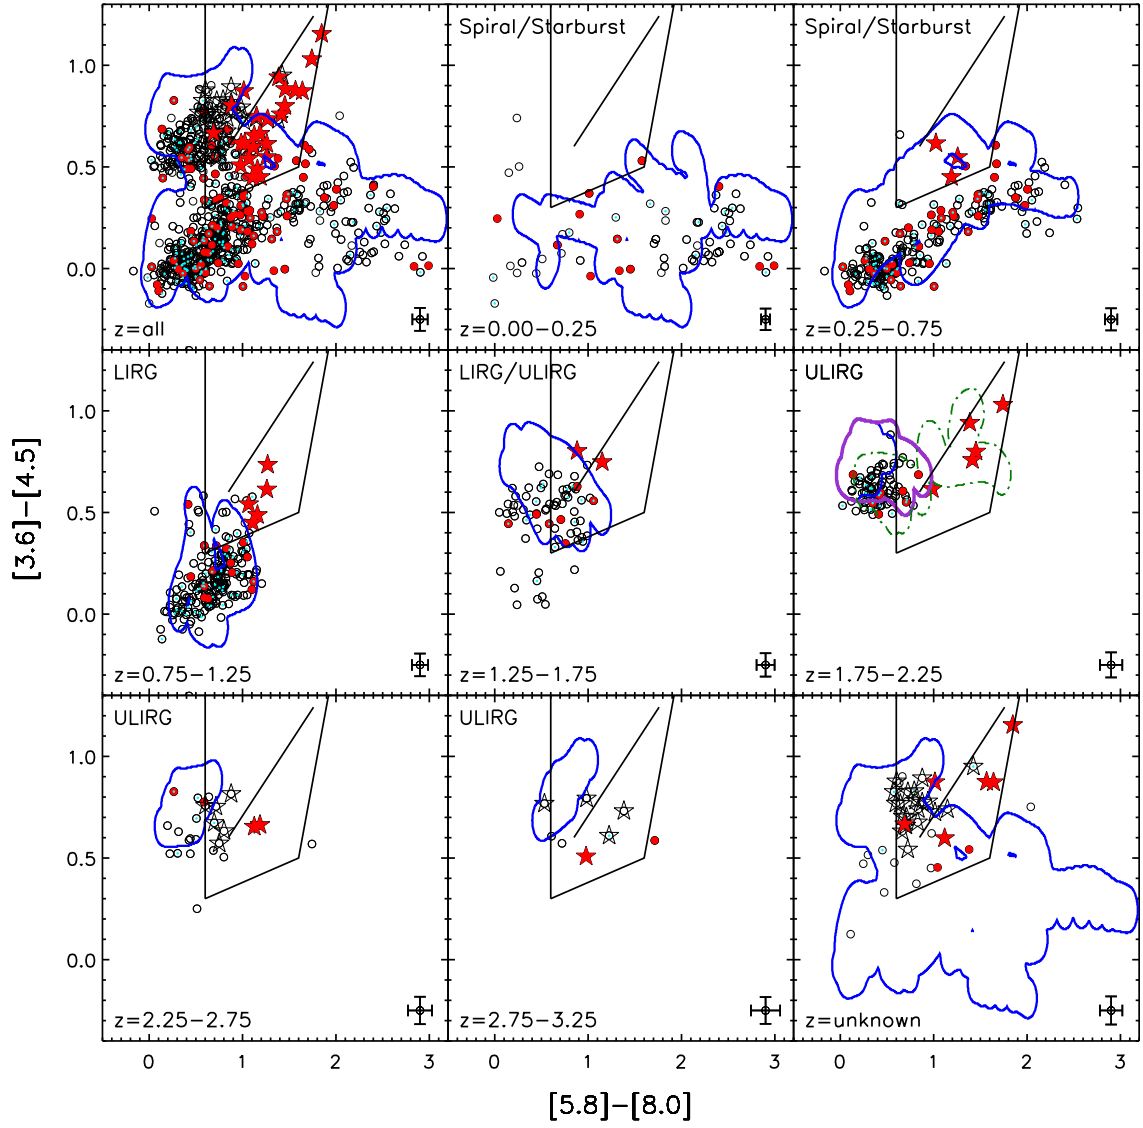 Spiral/Starburst
Spiral/Starburst
1.0
0.5
0.0
z=all
z=0.00−0.25
z=0.25−0.75
LIRG
LIRG/ULIRG
ULIRG
1.0
0.5
0.0
z=0.75−1.25
z=1.25−1.75
z=1.75−2.25
[3.6]−[4.5]
ULIRG
ULIRG
1.0
0.5
0.0
z=2.25−2.75
z=2.75−3.25
z=unknown
0 1 2 3 0 1 2 3 0 1 2 3
[5.8]−[8.0]